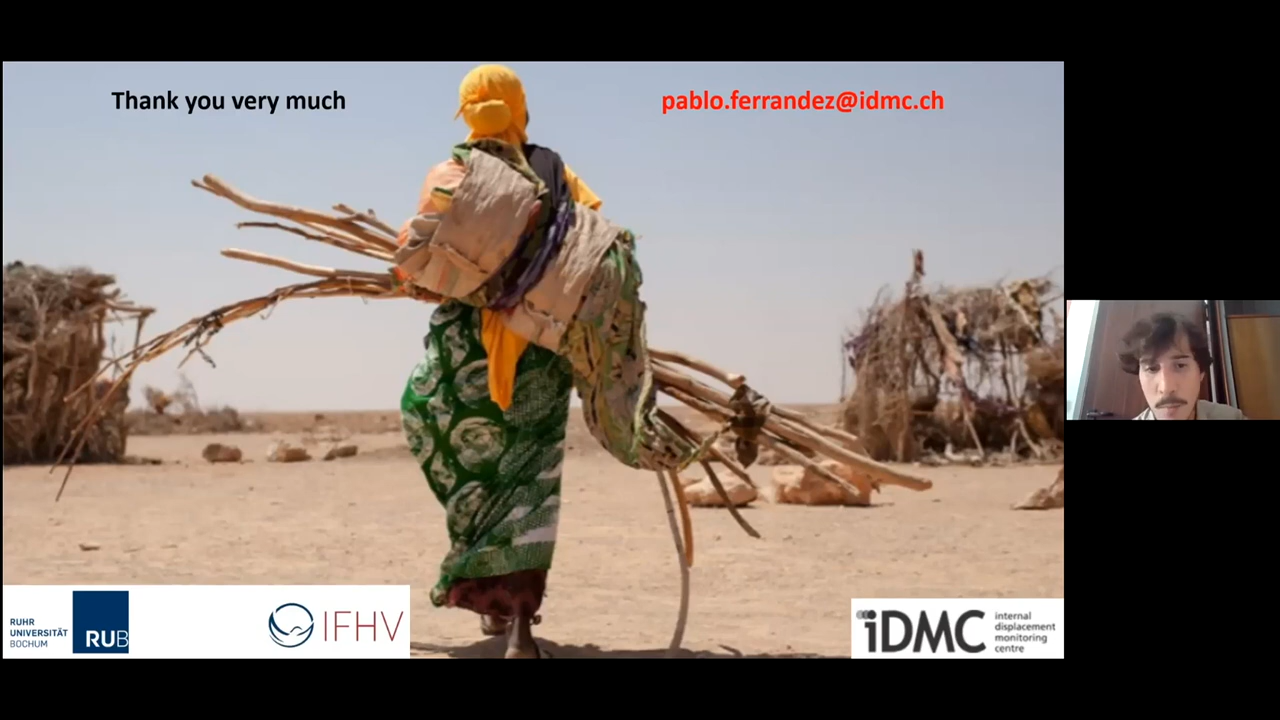 Thank you very much
pablo.ferrandez@idmc.ch
RUHR
UNIVERSITÄT
BOCHUM
RUB
IFHV
iDMC
internal
displacement
monitoring
centre